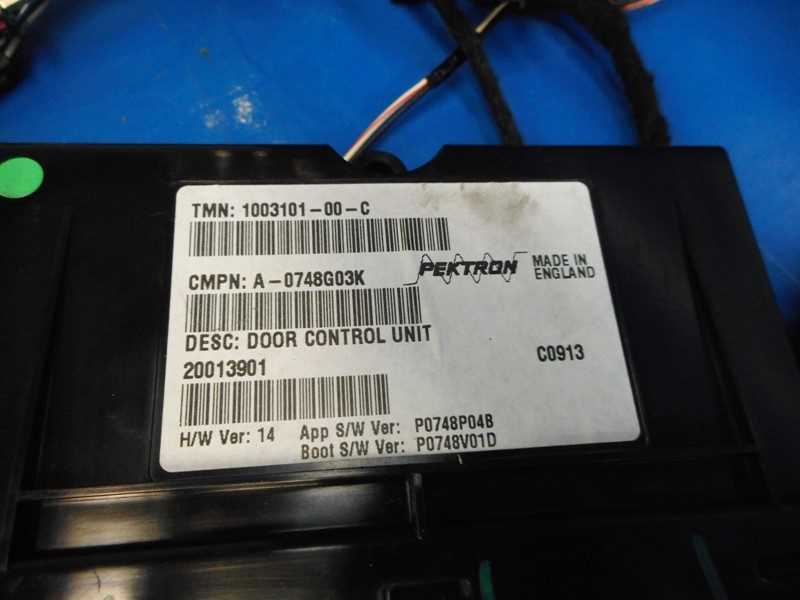 TMN: 1003101-00-C
CMPN: A-0748G03K
PEKTRON
MADE IN
ENGLAND
DESC: DOOR CONTROL UNIT
20013901
C0913
H/W Ver: 14 App S/W Ver: P0748P04B
Boot S/W Ver: P0748V01D